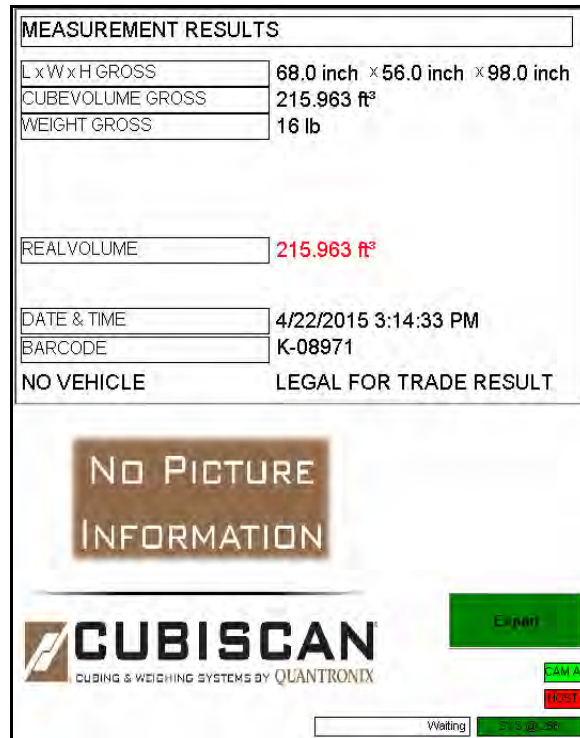 MEASUREMENT RESULTS
L x W x H GROSS 68.0 inch x 56.0 inch x 98.0 inch
CUBEVOLUME GROSS 215.963 ft³
WEIGHT GROSS 16 lb
REALVOLUME 215.963 ft³
DATE & TIME 4/22/2015 3:14:33 PM
BARCODE K-08971
NO VEHICLE LEGAL FOR TRADE RESULT
NO PICTURE
INFORMATION
CUBISCAN
CUBING & WEIGHING SYSTEMS BY QUANTRONIX
Export
CAM A
HOST
Waiting